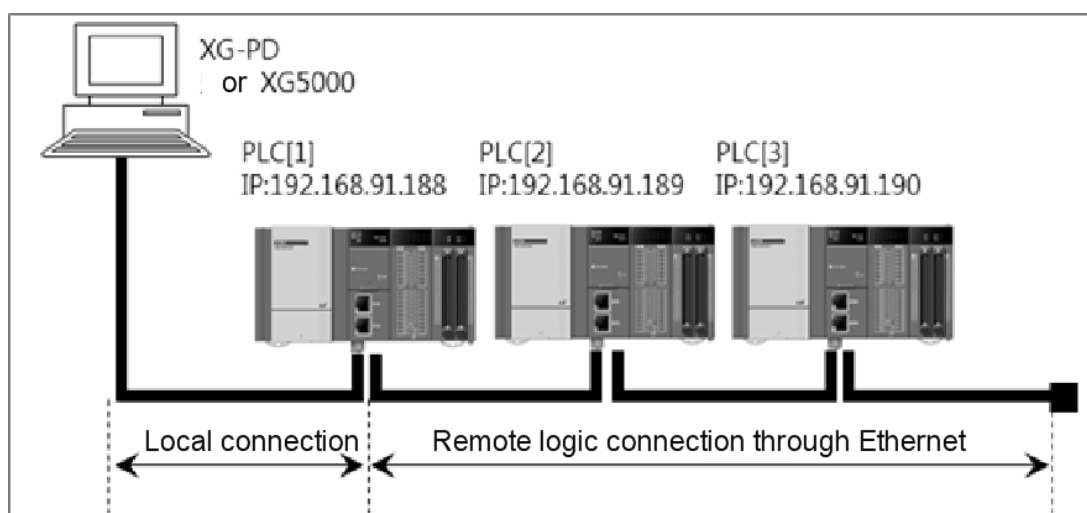 XG-PD
or XG5000
PLC[1]
IP:192.168.91.188
PLC[2]
IP:192.168.91.189
PLC[3]
IP:192.168.91.190
Local connection
Remote logic connection through Ethernet